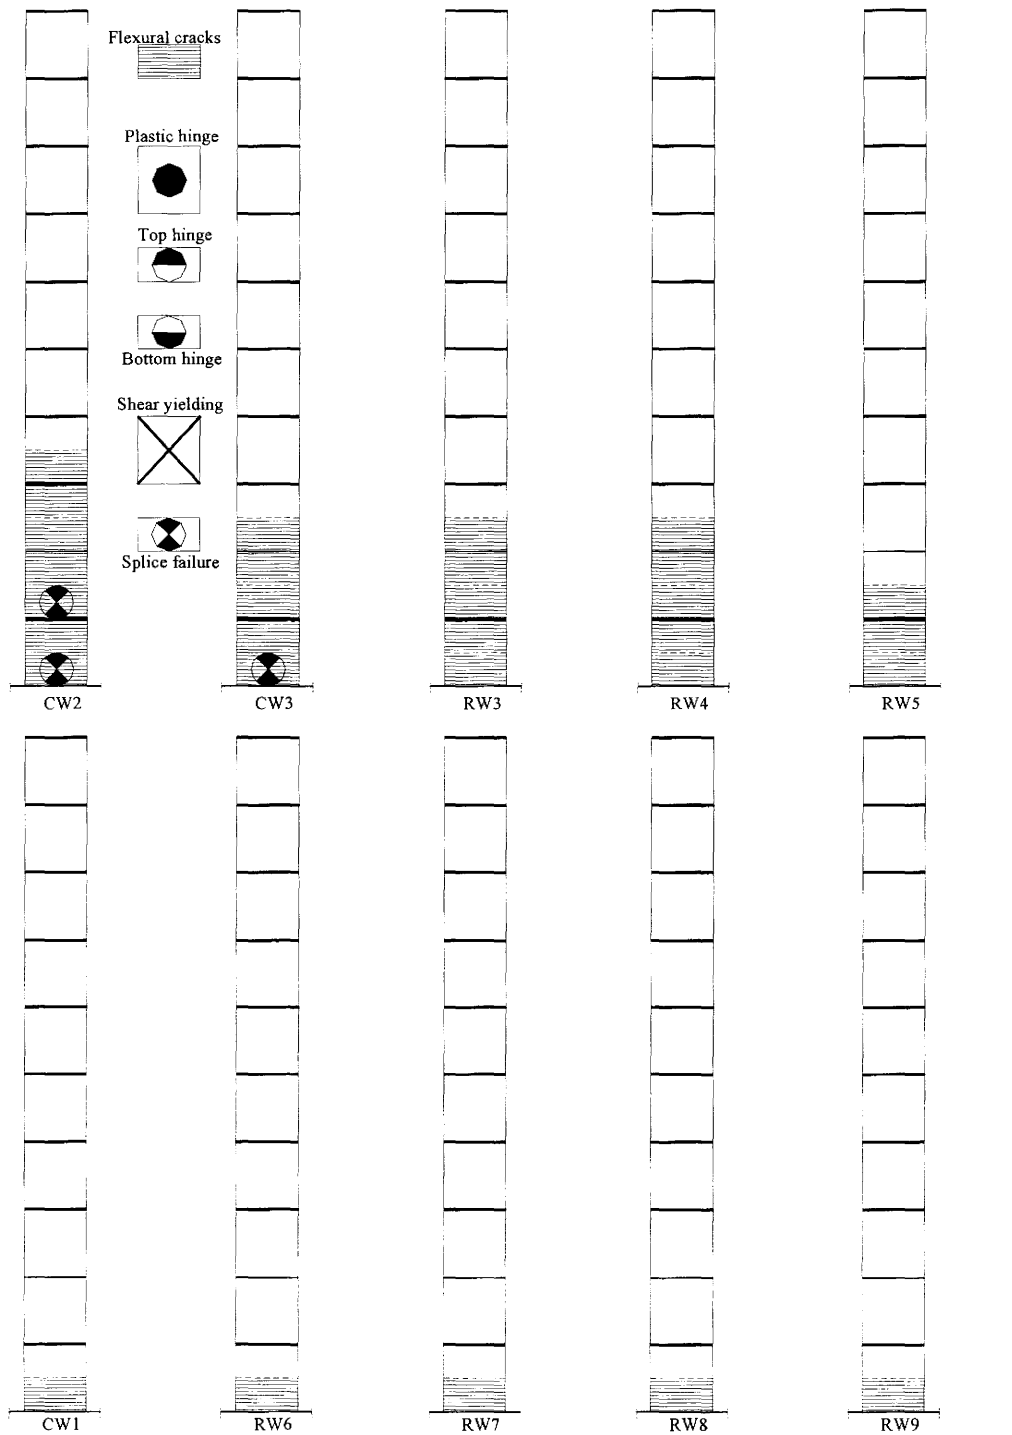 Flexural cracks
Plastic hinge
Top hinge
Bottom hinge
Shear yielding
Splice failure
CW2
CW3
RW3
RW4
RW5
CW1
RW6
RW7
RW8
RW9